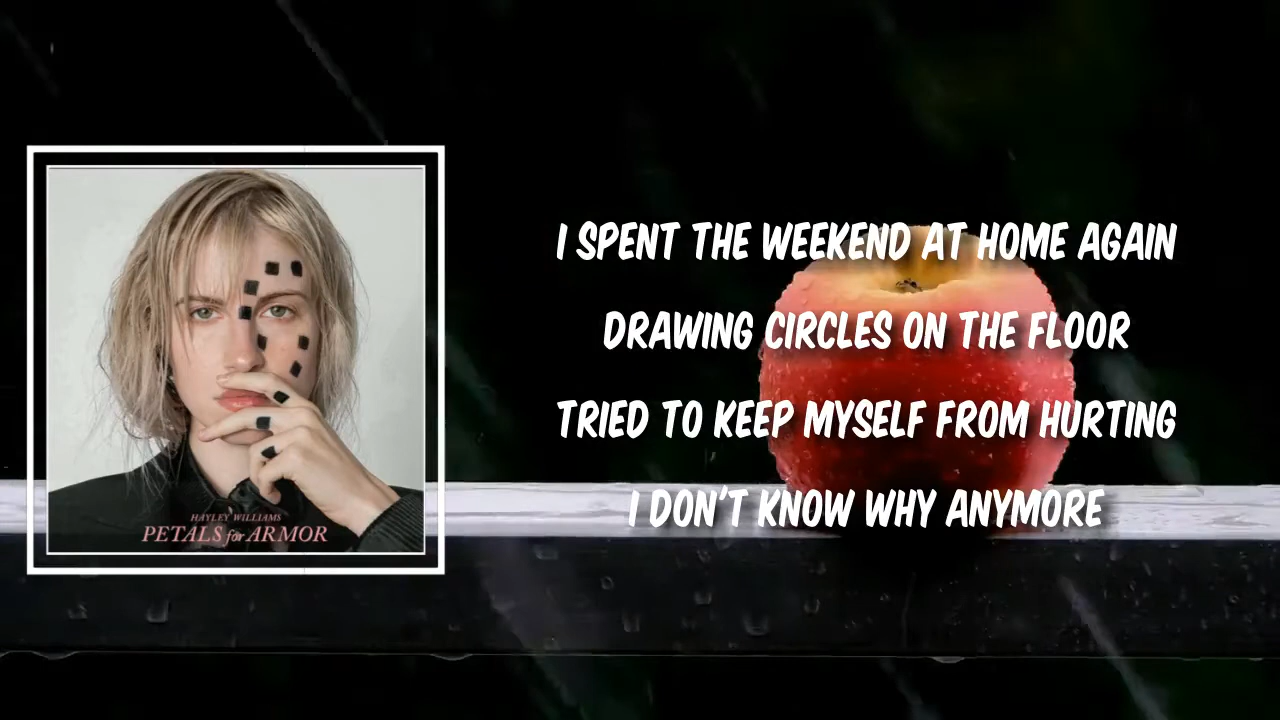 HAYLEY WILLIAMS
PETALS for ARMOR
I SPENT THE WEEKEND AT HOME AGAIN
DRAWING CIRCLES ON THE FLOOR
TRIED TO KEEP MYSELF FROM HURTING
I DON'T KNOW WHY ANYMORE